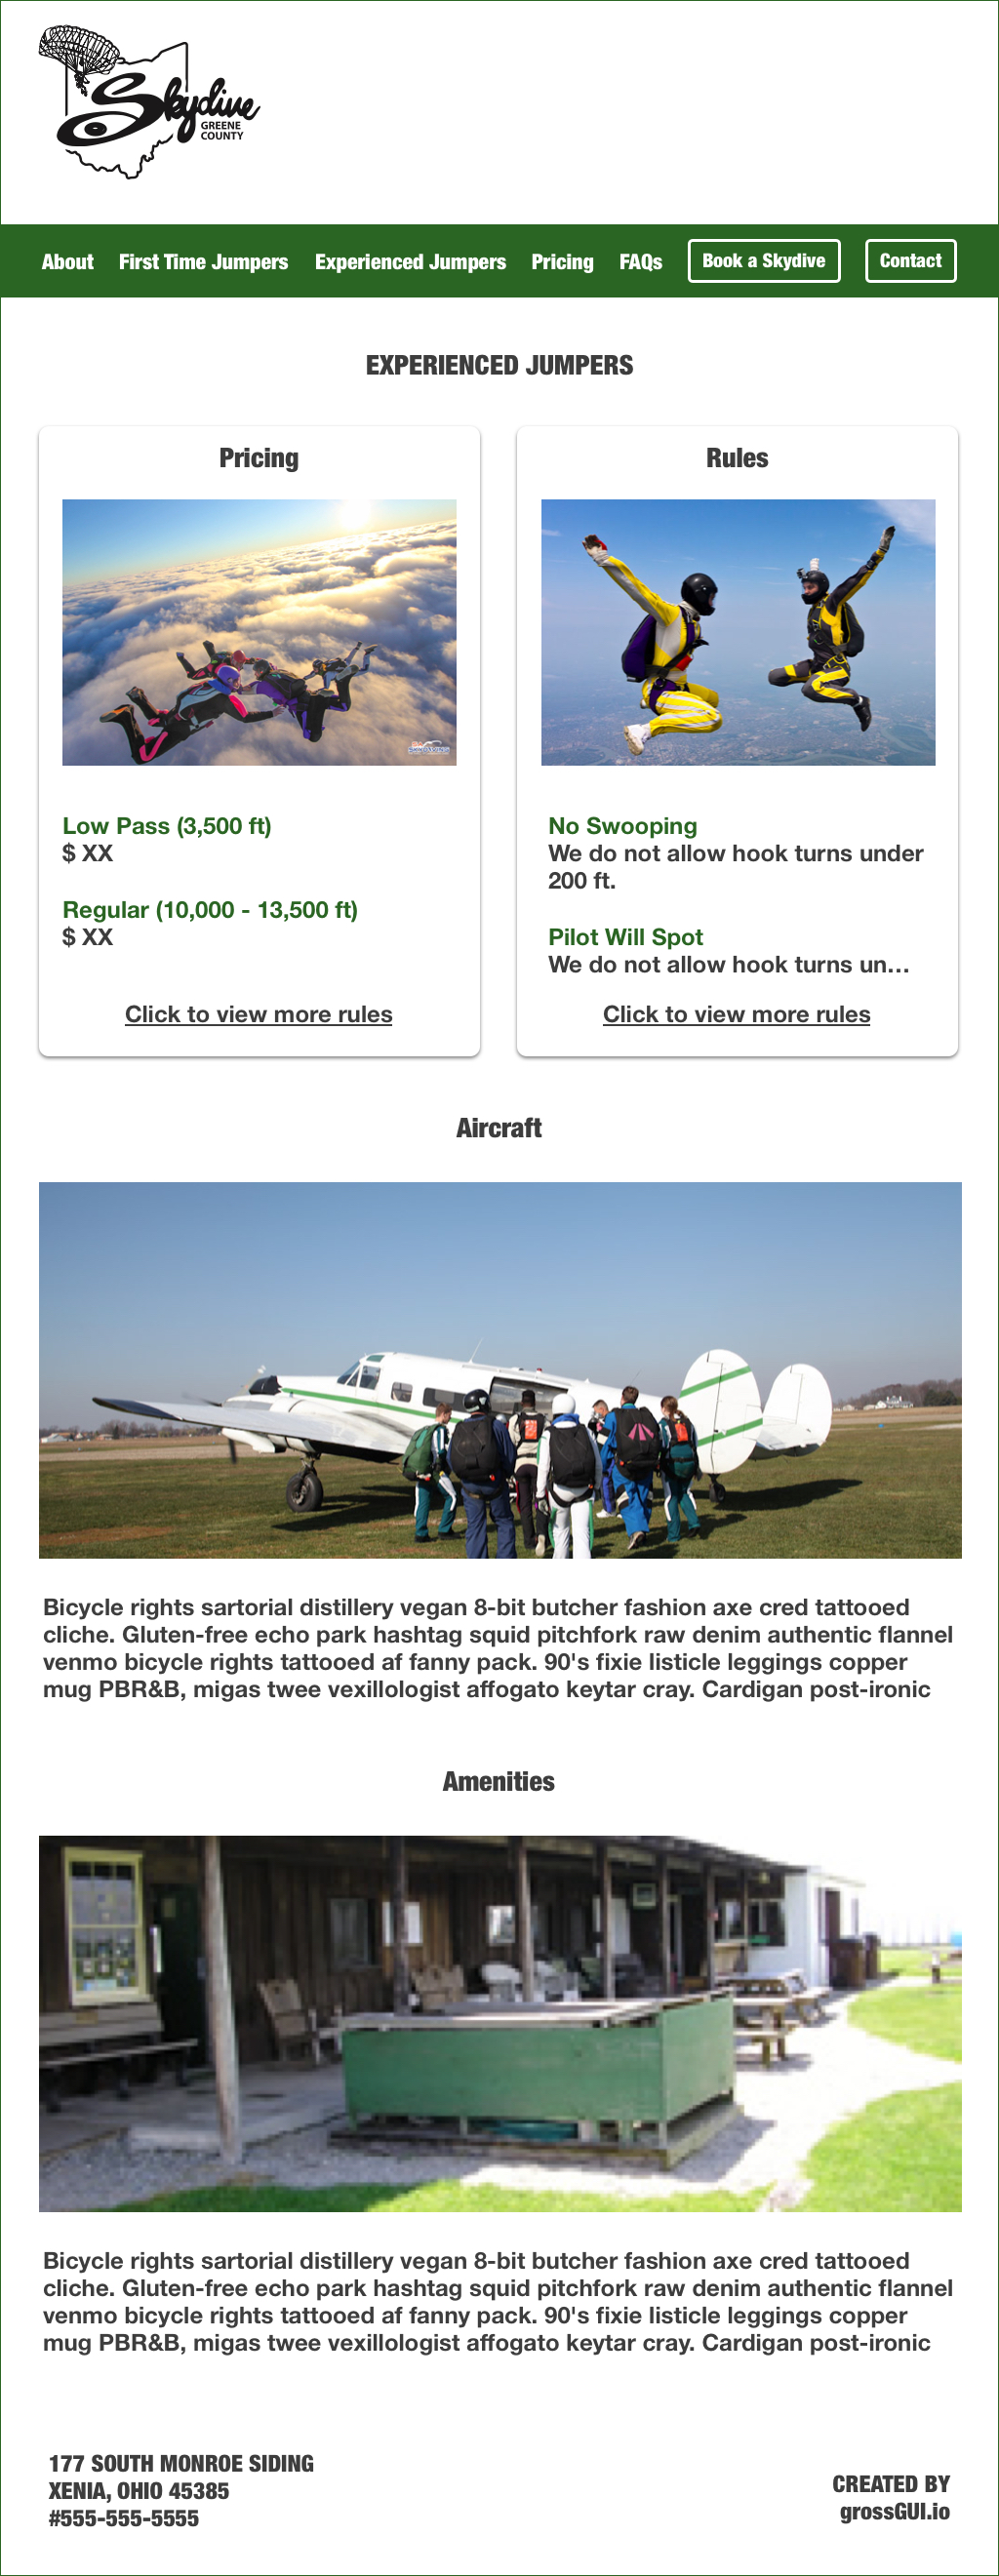 Skydive
GREENE
COUNTY
About First Time Jumpers Experienced Jumpers Pricing FAQs Book a Skydive Contact
EXPERIENCED JUMPERS
Pricing
Low Pass (3,500 ft)
$ XX
Regular (10,000 - 13,500 ft)
$ XX
Click to view more rules
Rules
No Swooping
We do not allow hook turns under
200 ft.
Pilot Will Spot
We do not allow hook turns un...
Click to view more rules
Aircraft
Bicycle rights sartorial distillery vegan 8-bit butcher fashion axe cred tattooed
cliche. Gluten-free echo park hashtag squid pitchfork raw denim authentic flannel
venmo bicycle rights tattooed af fanny pack. 90's fixie listicle leggings copper
mug PBR&B, migas twee vexillologist affogato keytar cray. Cardigan post-ironic
Amenities
Bicycle rights sartorial distillery vegan 8-bit butcher fashion axe cred tattooed
cliche. Gluten-free echo park hashtag squid pitchfork raw denim authentic flannel
venmo bicycle rights tattooed af fanny pack. 90's fixie listicle leggings copper
mug PBR&B, migas twee vexillologist affogato keytar cray. Cardigan post-ironic
177 SOUTH MONROE SIDING
XENIA, OHIO 45385
#555-555-5555
CREATED BY
grossGUI.io